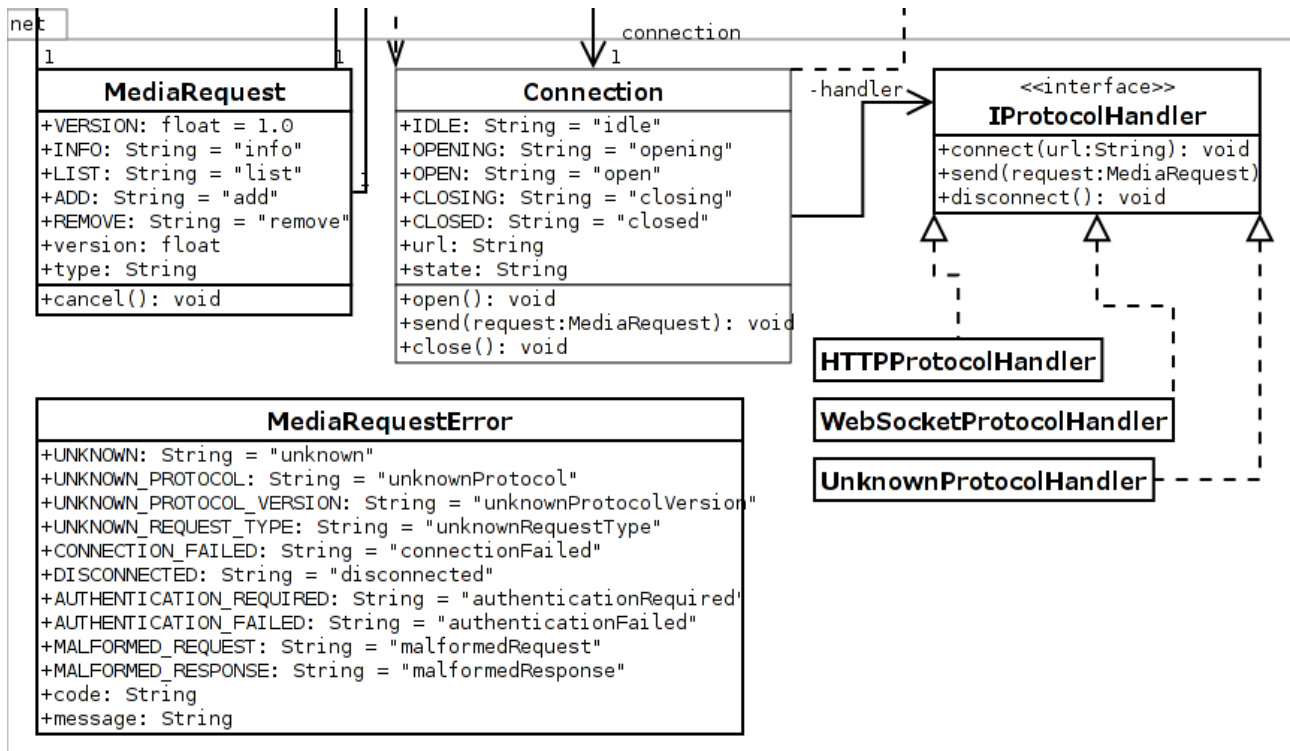 net
connection
1
1
1
MediaRequest
+VERSION: float = 1.0
+INFO: String = "info"
+LIST: String = "list"
+ADD: String = "add"
+REMOVE: String = "remove"
+version: float
+type: String
+cancel(): void
1
Connection
+IDLE: String = "idle"
+OPENING: String = "opening"
+OPEN: String = "open"
+CLOSING: String = "closing"
+CLOSED: String = "closed"
+url: String
+state: String
+open(): void
+send(request:MediaRequest): void
+close(): void
-handler
<<interface>>
IProtocolHandler
+connect(url:String): void
+send(request:MediaRequest)
+disconnect(): void
HTTPProtocolHandler
WebSocketProtocolHandler
UnknownProtocolHandler
MediaRequestError
+UNKNOWN: String = "unknown"
+UNKNOWN_PROTOCOL: String = "unknownProtocol"
+UNKNOWN_PROTOCOL_VERSION: String = "unknownProtocolVersion"
+UNKNOWN_REQUEST_TYPE: String = "unknownRequestType"
+CONNECTION_FAILED: String = "connectionFailed"
+DISCONNECTED: String = "disconnected"
+AUTHENTICATION_REQUIRED: String = "authenticationRequired"
+AUTHENTICATION_FAILED: String = "authenticationFailed"
+MALFORMED_REQUEST: String = "malformedRequest"
+MALFORMED_RESPONSE: String = "malformedResponse"
+code: String
+message: String